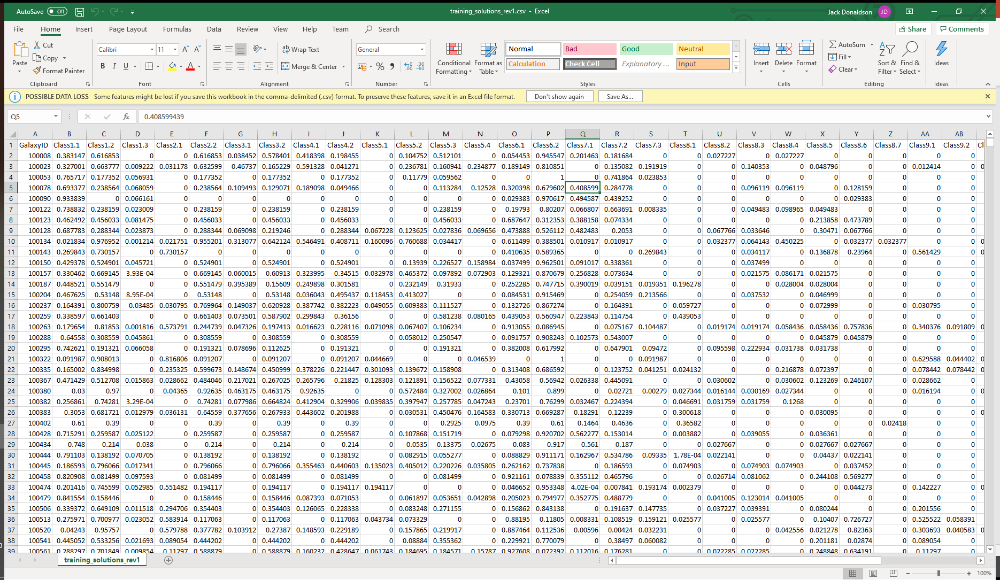 AutoSave Off training_solutions_rev1.csv - Excel Jack Donaldson JD
File Home Insert Page Layout Formulas Data Review View Help Team Search Share Comments
Paste Cut Copy Format Painter Clipboard
Calibri 11 B I U Font
Wrap Text Merge & Center Alignment
General % Number
Conditional Formatting Format as Table
Normal Bad Good Neutral
Calculation Check Cell Explanatory ... Input
Styles
Insert Delete Format Cells
AutoSum Fill Clear Sort & Filter Find & Select Editing
Ideas Ideas
POSSIBLE DATA LOSS Some features might be lost if you save this workbook in the comma-delimited (.csv) format. To preserve these features, save it in an Excel file format. Don't show again Save As...
Q5 fx 0.408599439
A B C D E F G H I J K L M N O P Q R S T U V W X Y Z AA AB
1 GalaxyID Class1.1 Class1.2 Class1.3 Class2.1 Class2.2 Class3.1 Class3.2 Class4.1 Class4.2 Class5.1 Class5.2 Class5.3 Class5.4 Class6.1 Class6.2 Class7.1 Class7.2 Class7.3 Class8.1 Class8.2 Class8.3 Class8.4 Class8.5 Class8.6 Class8.7 Class9.1 Class9.2 Cl
2 100008 0.383147 0.616853 0 0 0.616853 0.038452 0.578401 0.418398 0.198455 0 0.104752 0.512101 0 0.054453 0.945547 0.201463 0.181684 0 0 0.027227 0 0.027227 0 0 0 0 0
3 100023 0.327001 0.663777 0.009222 0.031178 0.632599 0.46737 0.165229 0.591328 0.041271 0 0.236781 0.160941 0.234877 0.189149 0.810851 0 0.135082 0.191919 0 0 0.140353 0 0.048796 0 0 0.012414 0 0
4 100053 0.765717 0.177352 0.056931 0 0.177352 0 0.177352 0 0.177352 0 0.11779 0.059562 0 0 1 0 0.741864 0.023853 0 0 0 0 0 0 0 0 0
5 100078 0.693377 0.238564 0.068059 0 0.238564 0.109493 0.129071 0.189098 0.049466 0 0 0.113284 0.12528 0.320398 0.679602 0.408599 0.284778 0 0 0 0.096119 0.096119 0 0.128159 0 0 0
6 100090 0.933839 0 0.066161 0 0 0 0 0 0 0 0 0 0 0.029383 0.970617 0.494587 0.439252 0 0 0 0 0 0 0.029383 0 0 0
7 100122 0.738832 0.238159 0.023009 0 0.238159 0 0.238159 0 0.238159 0 0 0.238159 0 0.19793 0.80207 0.066807 0.663691 0.008335 0 0 0.049483 0.098965 0.049483 0 0 0 0
8 100123 0.462492 0.456033 0.081475 0 0.456033 0 0.456033 0 0.456033 0 0 0.456033 0 0.687647 0.312353 0.388158 0.074334 0 0 0 0 0 0.213858 0.473789 0 0 0
9 100128 0.687783 0.288344 0.023873 0 0.288344 0.069098 0.219246 0 0.288344 0.067228 0.123625 0.027836 0.069656 0.473888 0.526112 0.482483 0.2053 0 0 0.067766 0.033646 0 0.30471 0.067766 0 0 0
10 100134 0.021834 0.976952 0.001214 0.021751 0.955201 0.313077 0.642124 0.546491 0.408711 0.160096 0.760688 0.034417 0 0.611499 0.388501 0.010917 0.010917 0 0 0.032377 0.064143 0.450225 0 0.032377 0.032377 0 0 0
11 100143 0.269843 0.730157 0 0.730157 0 0 0 0 0 0 0 0 0 0.410635 0.589365 0 0 0.269843 0 0 0.034117 0 0.136878 0.23964 0 0.561429 0 0
12 100150 0.429378 0.524901 0.045721 0 0.524901 0 0.524901 0 0.524901 0 0.13939 0.226527 0.158984 0.037499 0.962501 0.091017 0.338361 0 0 0 0.037499 0 0 0 0 0 0
13 100157 0.330462 0.669145 3.93E-04 0 0.669145 0.060015 0.60913 0.323995 0.34515 0.032978 0.465372 0.097892 0.072903 0.129321 0.870679 0.256828 0.073634 0 0 0 0.021575 0.086171 0.021575 0 0 0 0
14 100187 0.448521 0.551479 0 0 0.551479 0.395389 0.15609 0.249898 0.301581 0 0.232149 0.31933 0 0.252285 0.747715 0.390019 0.039151 0.019351 0.196278 0 0 0.028004 0.028004 0 0 0 0
15 100204 0.467625 0.53148 8.95E-04 0 0.53148 0 0.53148 0.036043 0.495437 0.118453 0.413027 0 0 0.084531 0.915469 0 0.254059 0.213566 0 0 0.037532 0 0.046999 0 0 0 0
16 100237 0.164391 0.800759 0.03485 0.030795 0.769964 0.149037 0.620928 0.387742 0.382223 0.049055 0.609383 0.111527 0 0.132726 0.867274 0 0.164391 0 0.059727 0 0 0 0.072999 0 0 0.030795 0
17 100259 0.338597 0.661403 0 0 0.661403 0.073501 0.587902 0.299843 0.36156 0 0 0.581238 0.080165 0.439053 0.560947 0.223843 0.114754 0 0.439053 0 0 0 0 0 0 0 0
18 100263 0.179654 0.81853 0.001816 0.573791 0.244739 0.047326 0.197413 0.016623 0.228116 0.071098 0.067407 0.106234 0 0.913055 0.086945 0 0.075167 0.104487 0 0.019174 0.019174 0.058436 0.058436 0.757836 0 0.340376 0.091809 0
19 100288 0.64558 0.308559 0.045861 0 0.308559 0 0.308559 0 0.308559 0 0.058012 0.250547 0 0.091757 0.908243 0.102573 0.543007 0 0 0 0 0 0.045879 0.045879 0 0 0
20 100295 0.742621 0.191321 0.066058 0 0.191321 0.078696 0.112625 0 0.191321 0 0 0.191321 0 0.382008 0.617992 0 0.647901 0.09472 0 0.095598 0.222934 0.031738 0.031738 0 0 0 0
21 100322 0.091987 0.908013 0 0.816806 0.091207 0 0.091207 0 0.091207 0.044669 0 0 0.046539 0 1 0 0 0.091987 0 0 0 0 0 0 0 0.629588 0.044402 0
22 100335 0.165002 0.834998 0 0.235325 0.599673 0.148674 0.450999 0.378226 0.221447 0.301093 0.139672 0.158908 0 0.313408 0.686592 0 0.123752 0.041251 0.024132 0 0 0.216878 0.072397 0 0 0.078442 0.078442 0
23 100367 0.471429 0.512708 0.015863 0.028662 0.484046 0.217021 0.267025 0.265796 0.21825 0.128303 0.121891 0.156522 0.077331 0.43058 0.56942 0.026338 0.445091 0 0 0.030602 0 0.030602 0.123269 0.246107 0 0.028662 0
24 100380 0.03 0.97 0 0.04365 0.92635 0.463175 0.463175 0.92635 0 0 0.572484 0.327002 0.026864 0.101 0.899 0 0.02721 0.00279 0.027344 0.016144 0.030169 0.027344 0 0 0 0.016194 0 0
25 100382 0.256861 0.74281 3.29E-04 0 0.74281 0.077986 0.664824 0.412904 0.329906 0.039835 0.397947 0.257785 0.047243 0.23701 0.76299 0.032467 0.224394 0 0.046691 0.031759 0.031759 0.1268 0 0 0 0 0
26 100383 0.3053 0.681721 0.012979 0.036131 0.64559 0.377656 0.267933 0.443602 0.201988 0 0.030531 0.450476 0.164583 0.330713 0.669287 0.18291 0.12239 0 0.300618 0 0 0 0.030095 0 0 0 0 0
27 100402 0.61 0.39 0 0 0.39 0 0.39 0 0.39 0 0 0.2925 0.0975 0.39 0.61 0.1464 0.4636 0 0.36582 0 0 0 0 0 0.02418 0 0
28 100428 0.715291 0.259587 0.025122 0 0.259587 0 0.259587 0 0.259587 0 0.107868 0.151719 0 0.079298 0.920702 0.562277 0.153014 0 0.003882 0 0.039055 0 0.036361 0 0 0 0
29 100434 0.748 0.214 0.038 0 0.214 0 0.214 0 0.214 0 0.0535 0.13375 0.02675 0.083 0.917 0.561 0.187 0 0 0.027667 0 0 0.027667 0.027667 0 0 0
30 100444 0.791103 0.138192 0.070705 0 0.138192 0 0.138192 0 0.138192 0 0.082915 0.055277 0 0.088829 0.911171 0.162967 0.534786 0.09335 1.78E-04 0.022141 0 0 0.04437 0.022141 0 0 0
31 100445 0.186593 0.796066 0.017341 0 0.796066 0 0.796066 0.355463 0.440603 0.135023 0.405012 0.220226 0.035805 0.262162 0.737838 0 0.186593 0 0.074903 0 0.074903 0.074903 0 0.037452 0 0 0
32 100458 0.820908 0.081499 0.097593 0 0.081499 0 0.081499 0 0.081499 0 0 0.081499 0 0.921161 0.078839 0.355112 0.465796 0 0 0.026714 0.081062 0 0.244108 0.569277 0 0 0
33 100474 0.201416 0.745599 0.052985 0.551482 0.194117 0 0.194117 0 0.194117 0.194117 0 0 0 0.046652 0.953348 4.02E-04 0.007841 0.193174 0.002379 0 0 0 0 0.044273 0 0.142227 0 0
34 100479 0.841554 0.158446 0 0 0.158446 0 0.158446 0.087393 0.071053 0 0.061897 0.053651 0.042898 0.205023 0.794977 0.352775 0.488779 0 0 0.041005 0.123014 0.041005 0 0 0 0 0
35 100506 0.339372 0.649109 0.011518 0.294706 0.354403 0 0.354403 0.126065 0.228338 0 0.083248 0.271155 0 0.156862 0.843138 0 0.191637 0.147735 0 0.037227 0.039391 0 0.080244 0 0 0.201556 0
36 100513 0.275971 0.700977 0.023052 0.583914 0.117063 0 0.117063 0 0.117063 0.043734 0.073329 0 0 0.88195 0.11805 0.008331 0.108519 0.159121 0.025577 0 0.025577 0 0.10407 0.726727 0 0.525522 0.058391
37 100520 0.04243 0.95757 0 0.579788 0.377782 0.103912 0.27387 0.148593 0.229189 0 0.157865 0.219917 0 0.887464 0.112536 0.00596 0.00424 0.032231 0 0 0 0.042556 0.021278 0.82363 0 0.303693 0.040583 0
38 100541 0.445052 0.533256 0.021693 0.089054 0.444202 0 0.444202 0 0.444202 0 0.08884 0.355362 0 0.229921 0.770079 0 0.38497 0.060082 0 0 0 0 0.201181 0.02874 0 0.089054 0
39 100561 0.288297 0.701849 0.009854 0.11297 0.588879 0 0.588879 0.160232 0.428647 0.061743 0.184695 0.184571 0.15787 0.927608 0.072392 0.112016 0.176281 0 0 0.022285 0.022285 0 0.248848 0.634191 0 0.11297 0
training_solutions_rev1
100%